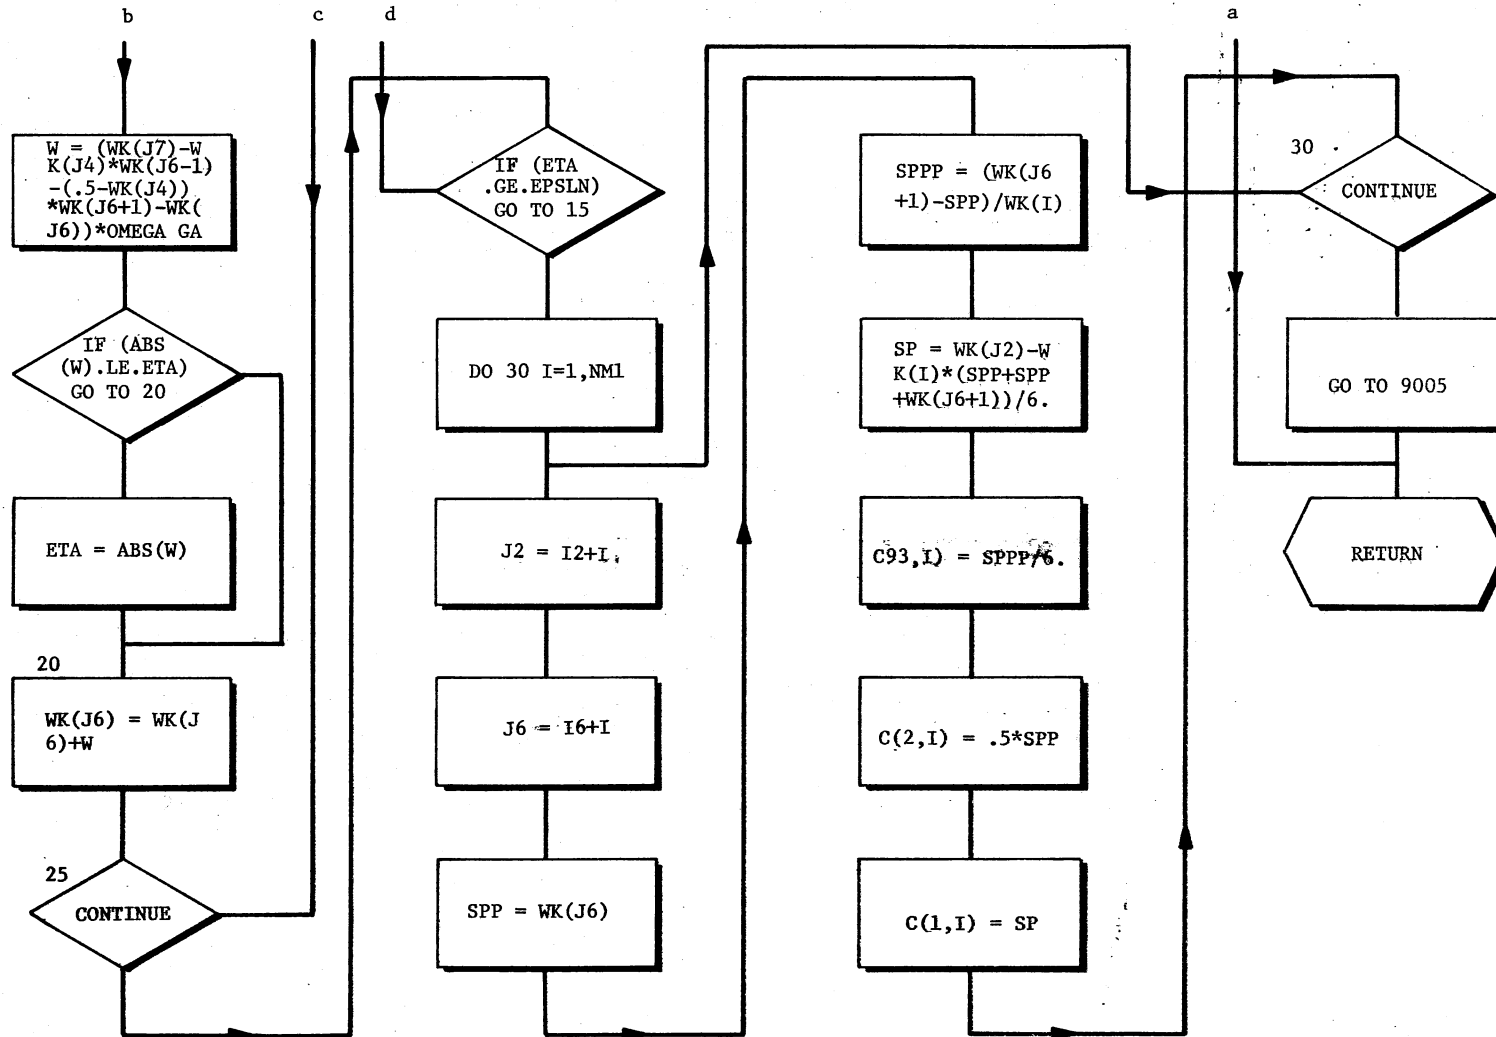 b
c
d
a
W = (WK(J7)-W
K(J4)*WK(J6-1)
-(.5-WK(J4))
*WK(J6+1)-WK(
J6))*OMEGA GA
IF (ABS
(W).LE.ETA)
GO TO 20
ETA = ABS(W)
20
WK(J6) = WK(J
6)+W
25
CONTINUE
IF (ETA
.GE.EPSLN)
GO TO 15
DO 30 I=1,NM1
J2 = I2+I
J6 = I6+I
SPP = WK(J6)
SPPP = (WK(J6
+1)-SPP)/WK(I)
SP = WK(J2)-W
K(I)*(SPP+SPP
+WK(J6+1))/6.
C93,I) = SPPP/6.
C(2,I) = .5*SPP
C(1,I) = SP
30
CONTINUE
GO TO 9005
RETURN